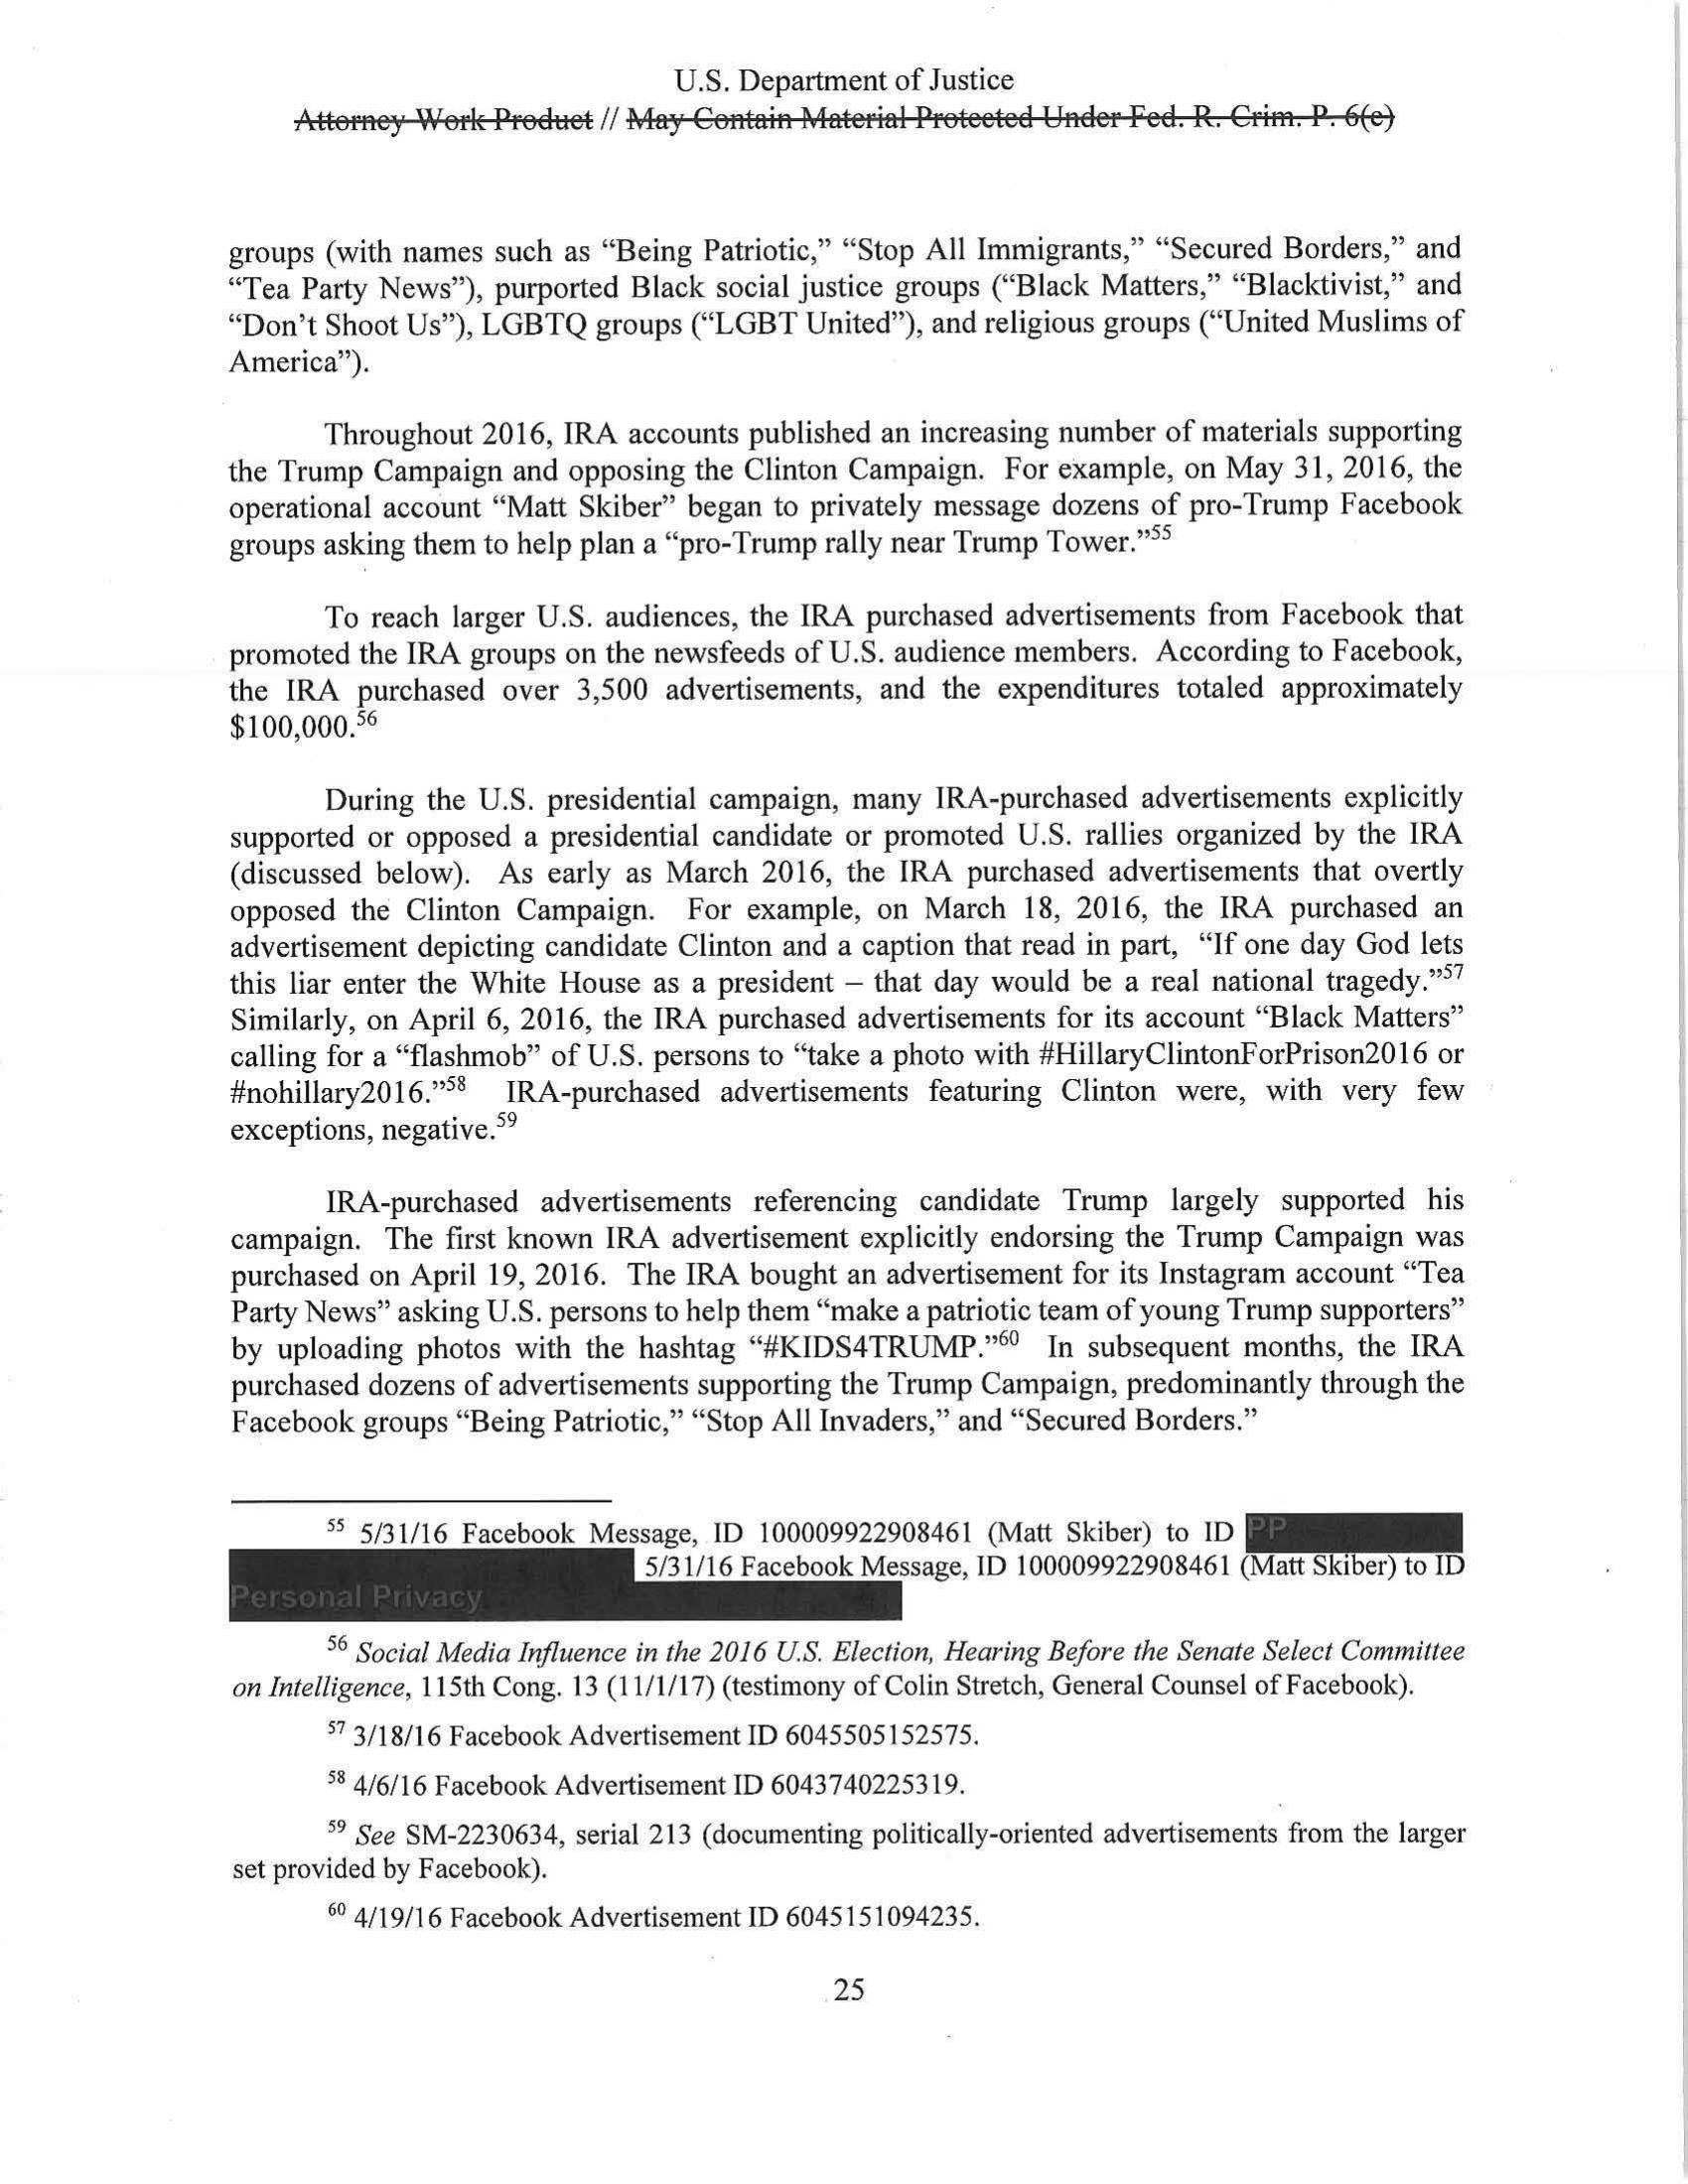 U.S. Department of Justice
Attorney Work Product // May Contain Material Protected Under Fed. R. Crim. P. 6(e)
groups (with names such as “Being Patriotic,” “Stop All Immigrants,” “Secured Borders,” and
“Tea Party News”), purported Black social justice groups (“Black Matters,” “Blacktivist,” and
“Don’t Shoot Us”), LGBTQ groups (“LGBT United”), and religious groups (“United Muslims of
America”).
Throughout 2016, IRA accounts published an increasing number of materials supporting
the Trump Campaign and opposing the Clinton Campaign. For example, on May 31, 2016, the
operational account “Matt Skiber” began to privately message dozens of pro-Trump Facebook
groups asking them to help plan a “pro-Trump rally near Trump Tower.”55
To reach larger U.S. audiences, the IRA purchased advertisements from Facebook that
promoted the IRA groups on the newsfeeds of U.S. audience members. According to Facebook,
the IRA purchased over 3,500 advertisements, and the expenditures totaled approximately
$100,000.56
During the U.S. presidential campaign, many IRA-purchased advertisements explicitly
supported or opposed a presidential candidate or promoted U.S. rallies organized by the IRA
(discussed below). As early as March 2016, the IRA purchased advertisements that overtly
opposed the Clinton Campaign. For example, on March 18, 2016, the IRA purchased an
advertisement depicting candidate Clinton and a caption that read in part, “If one day God lets
this liar enter the White House as a president – that day would be a real national tragedy.”57
Similarly, on April 6, 2016, the IRA purchased advertisements for its account “Black Matters”
calling for a “flashmob” of U.S. persons to “take a photo with #HillaryClintonForPrison2016 or
#nohillary2016.”58 IRA-purchased advertisements featuring Clinton were, with very few
exceptions, negative.59
IRA-purchased advertisements referencing candidate Trump largely supported his
campaign. The first known IRA advertisement explicitly endorsing the Trump Campaign was
purchased on April 19, 2016. The IRA bought an advertisement for its Instagram account “Tea
Party News” asking U.S. persons to help them “make a patriotic team of young Trump supporters”
by uploading photos with the hashtag “#KIDS4TRUMP.”60 In subsequent months, the IRA
purchased dozens of advertisements supporting the Trump Campaign, predominantly through the
Facebook groups “Being Patriotic,” “Stop All Invaders,” and “Secured Borders.”
55 5/31/16 Facebook Message, ID 100009922908461 (Matt Skiber) to ID PP
5/31/16 Facebook Message, ID 100009922908461 (Matt Skiber) to ID
Personal Privacy
56 Social Media Influence in the 2016 U.S. Election, Hearing Before the Senate Select Committee
on Intelligence, 115th Cong. 13 (11/1/17) (testimony of Colin Stretch, General Counsel of Facebook).
57 3/18/16 Facebook Advertisement ID 6045505152575.
58 4/6/16 Facebook Advertisement ID 6043740225319.
59 See SM-2230634, serial 213 (documenting politically-oriented advertisements from the larger
set provided by Facebook).
60 4/19/16 Facebook Advertisement ID 6045151094235.
25